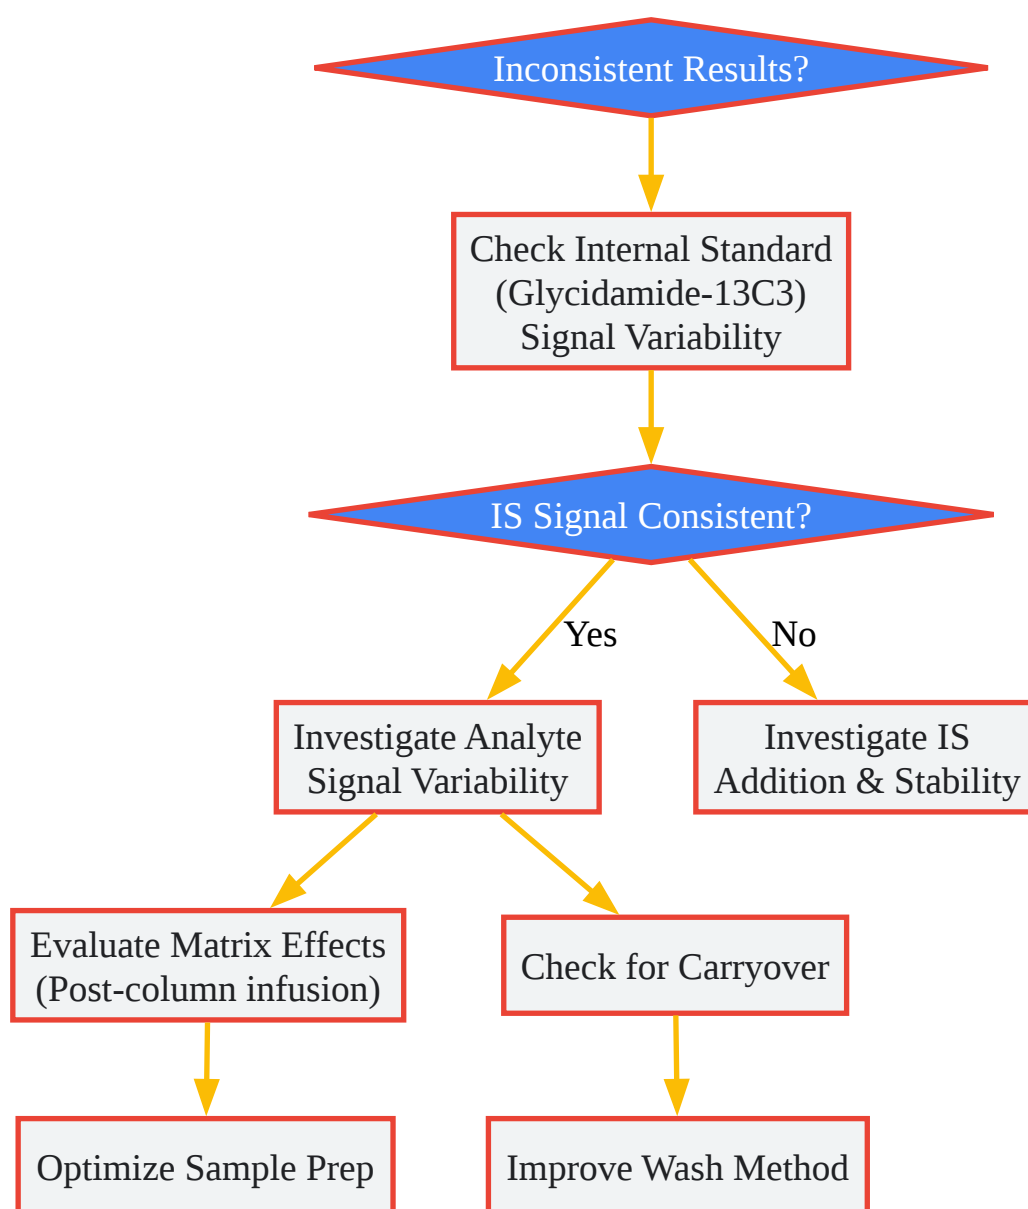 Inconsistent Results?
Check Internal Standard
(Glycidamide-13C3)
Signal Variability
IS Signal Consistent?
Yes
No
Investigate Analyte
Signal Variability
Investigate IS
Addition & Stability
Evaluate Matrix Effects
(Post-column infusion)
Check for Carryover
Optimize Sample Prep
Improve Wash Method